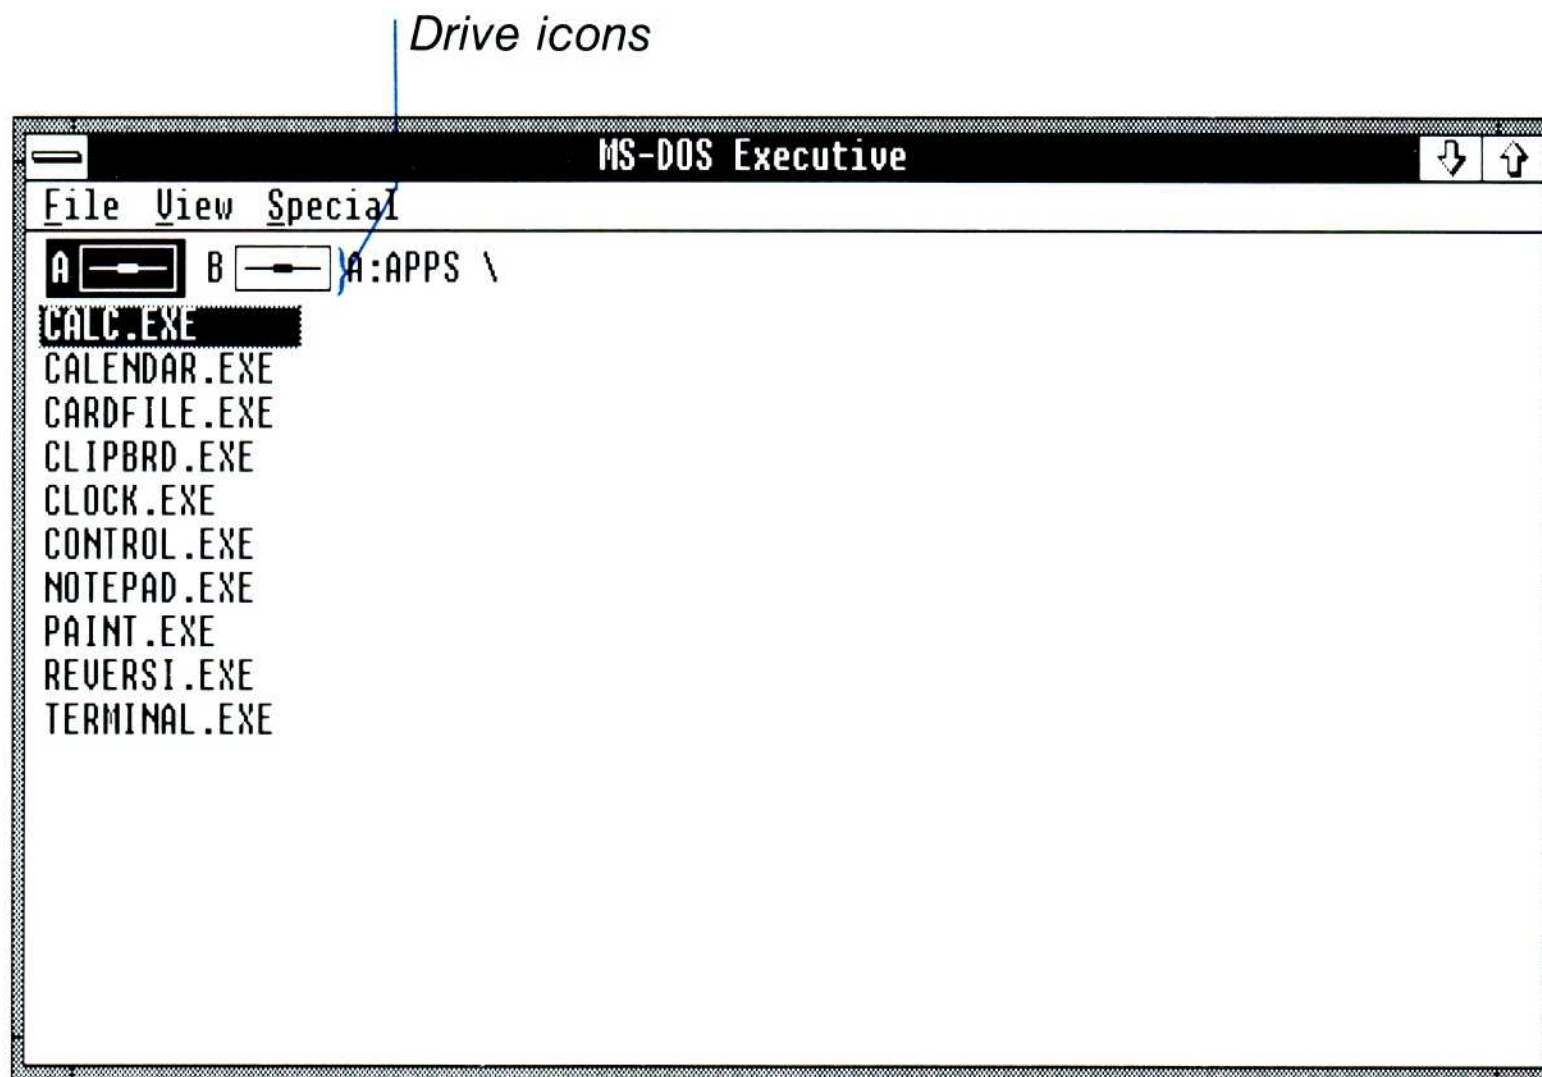 Drive icons
MS-DOS Executive
File View Special
A B A:APPS \
CALC.EXE
CALENDAR.EXE
CARDFILE.EXE
CLIPBRD.EXE
CLOCK.EXE
CONTROL.EXE
NOTEPAD.EXE
PAINT.EXE
REVERSI.EXE
TERMINAL.EXE